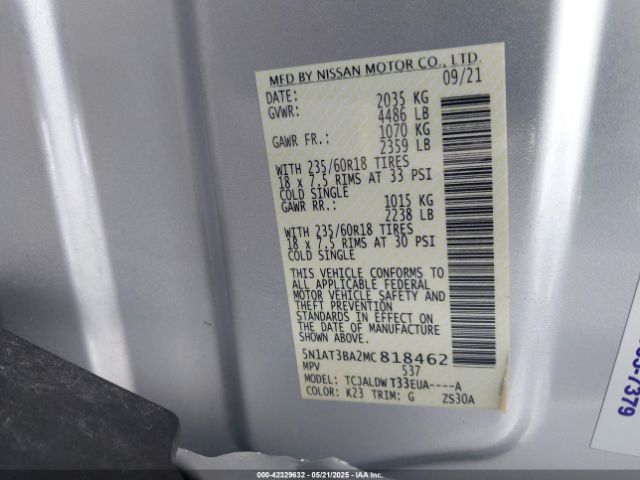 MFD BY NISSAN MOTOR CO., LTD.
DATE: 09/21
GVWR: 2035 KG
4486 LB
GAWR FR.: 1070 KG
2359 LB
WITH 235/60R18 TIRES
18 x 7.5 RIMS AT 33 PSI
COLD SINGLE
GAWR RR.: 1015 KG
2238 LB
WITH 235/60R18 TIRES
18 x 7.5 RIMS AT 30 PSI
COLD SINGLE
THIS VEHICLE CONFORMS TO
ALL APPLICABLE FEDERAL
MOTOR VEHICLE SAFETY AND
THEFT PREVENTION
STANDARDS IN EFFECT ON
THE DATE OF MANUFACTURE
SHOWN ABOVE.
5N1AT3BA2MC818462
MPV 537
MODEL: TCJALDW T33EUA----A
COLOR: K23 TRIM: G ZS30A
7379
000-42329632 - 05/21/2025 - IAAI.COM